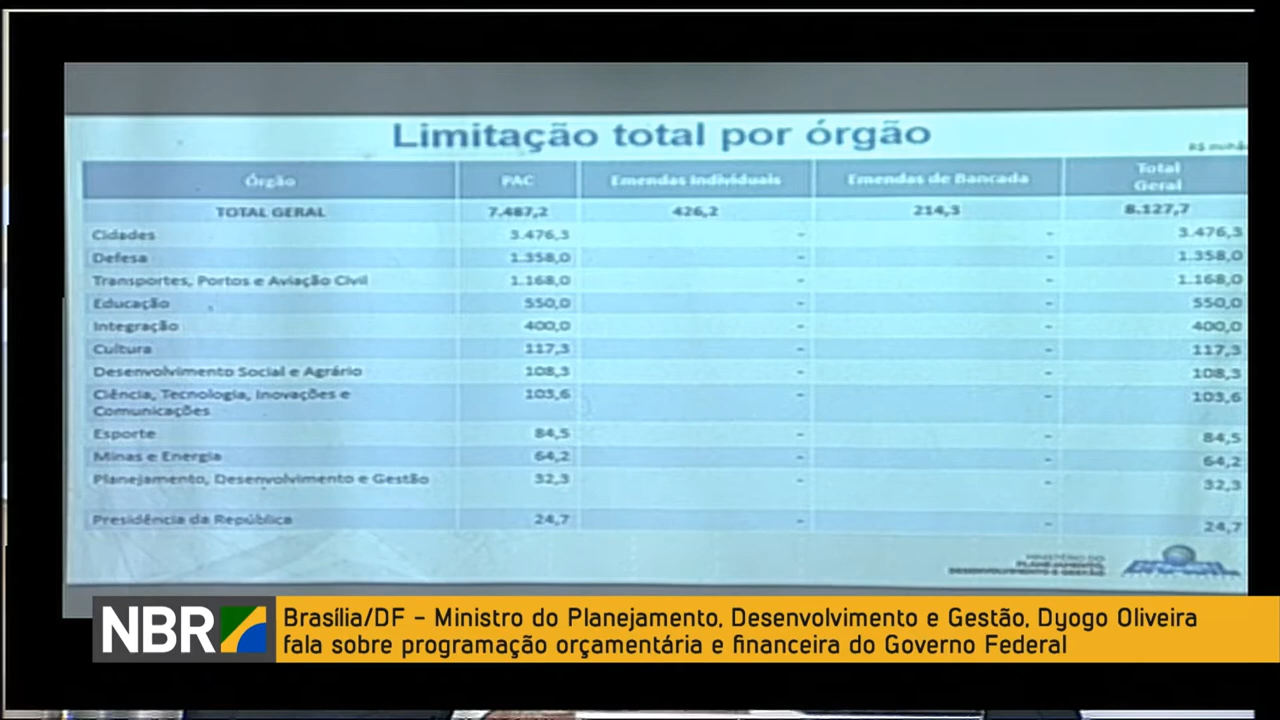 Limitação total por órgão
R$ milhão
Órgão PAC Emendas Individuais Emendas de Bancada Total Geral
TOTAL GERAL 7.487,2 426,2 214,3 8.127,7
Cidades 3.476,3 - - 3.476,3
Defesa 1.358,0 - - 1.358,0
Transportes, Portos e Aviação Civil 1.168,0 - - 1.168,0
Educação 550,0 - - 550,0
Integração 400,0 - - 400,0
Cultura 117,3 - - 117,3
Desenvolvimento Social e Agrário 108,3 - - 108,3
Ciência, Tecnologia, Inovações e 103,6 - - 103,6
Comunicações
Esporte 84,5 - - 84,5
Minas e Energia 64,2 - - 64,2
Planejamento, Desenvolvimento e Gestão 32,3 - - 32,3
Presidência da República 24,7 - - 24,7
MINISTÉRIO DO
PLANEJAMENTO,
DESENVOLVIMENTO E GESTÃO
NBR
Brasília/DF – Ministro do Planejamento, Desenvolvimento e Gestão, Dyogo Oliveira
fala sobre programação orçamentária e financeira do Governo Federal